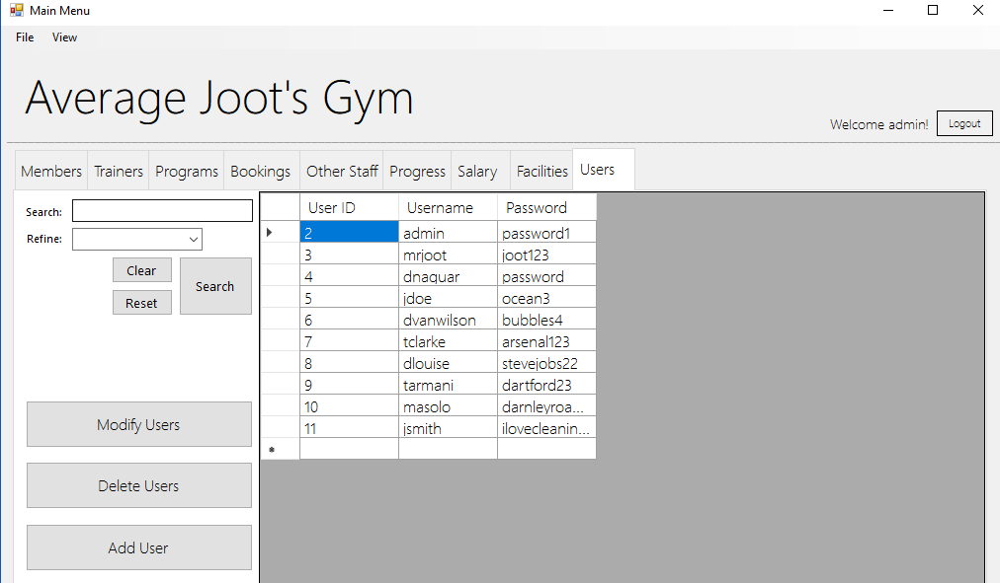 Main Menu
File View
Average Joot's Gym
Welcome admin! Logout
Members Trainers Programs Bookings Other Staff Progress Salary Facilities Users
Search:
Refine:
Clear
Search
Reset
Modify Users
Delete Users
Add User
User ID Username Password
2 admin password1
3 mrjoot joot123
4 dnaquar password
5 jdoe ocean3
6 dvanwilson bubbles4
7 tclarke arsenal123
8 dlouise stevejobs22
9 tarmani dartford23
10 masolo darnleyroa...
11 jsmith ilovecleanin...